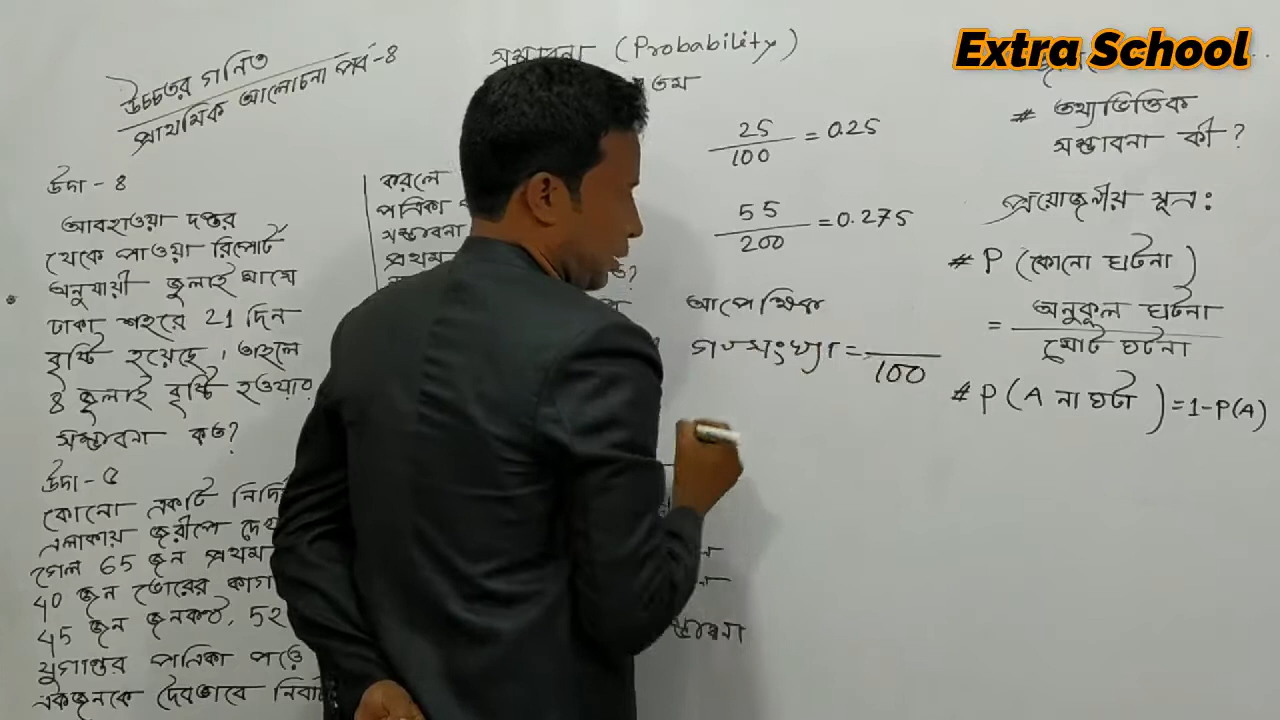 উচ্চতর গণিত
প্রাথমিক আলোচনা পর্ব-৪
উদা - ৪
আবহাওয়া দপ্তর
থেকে পাওয়া রিপোর্ট
অনুযায়ী জুলাই মাসে
ঢাকা শহরে 21 দিন
বৃষ্টি হয়েছে, তাহলে
৪ জুলাই বৃষ্টি হওয়ার
সম্ভাবনা কত?
উদা - ৫
কোনো একটি
এলাকায় জরীপে
গেল 65 জন প্রথম
40 জন ভোরের
45 জন জনকণ্ঠ, 52
যুগান্তর পত্রিকা পড়ে
একজনকে দৈবভাবে
করলে
পত্রিকা
সম্ভাবনা
প্রথম
সম্ভাবনা (Probability)
25/100 = 0.25
55/200 = 0.275
আপেক্ষিক
গণসংখ্যা = /100
Extra School
# তথ্যভিত্তিক
সম্ভাবনা কী?
প্রয়োজনীয় সূত্র:
# P (কোনো ঘটনা)
= অনুকূল ঘটনা
মোট ঘটনা
# P (A না ঘটা) = 1-P(A)